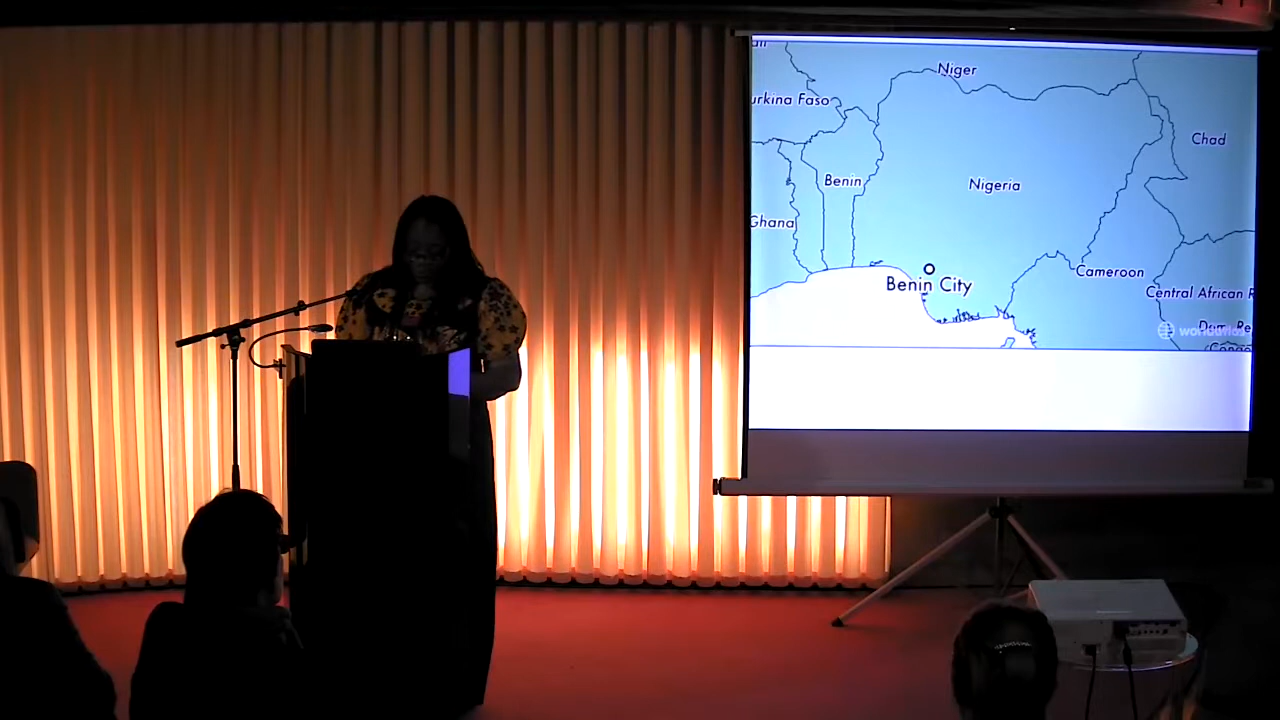 Niger
urkina Faso
Chad
Benin
Nigeria
Ghana
Cameroon
Benin City
Central African R